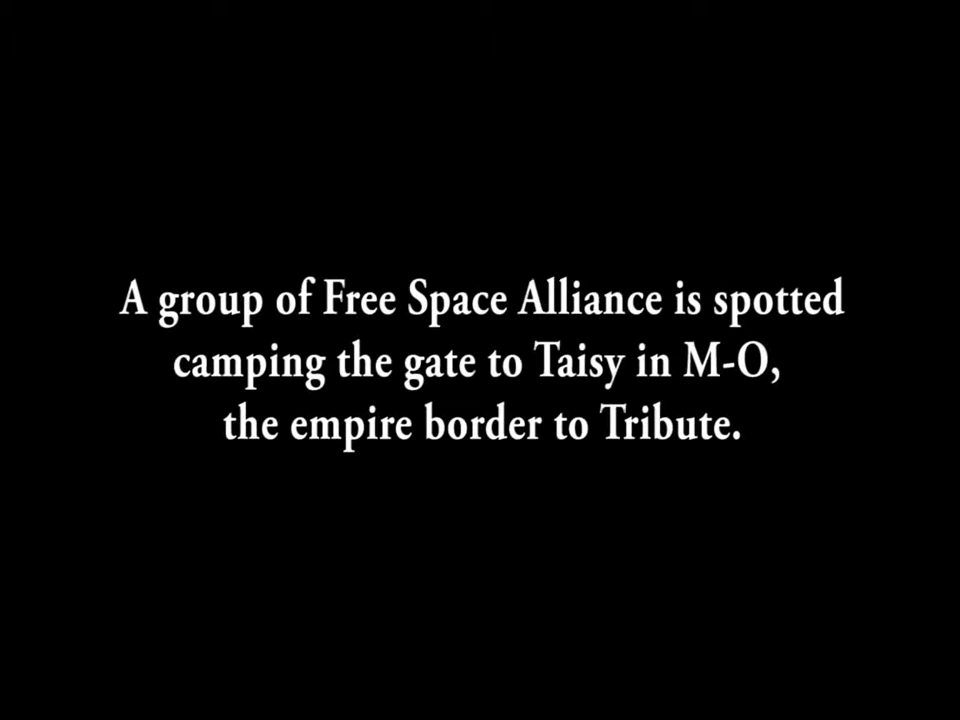 A group of Free Space Alliance is spotted
camping the gate to Taisy in M-O,
the empire border to Tribute.